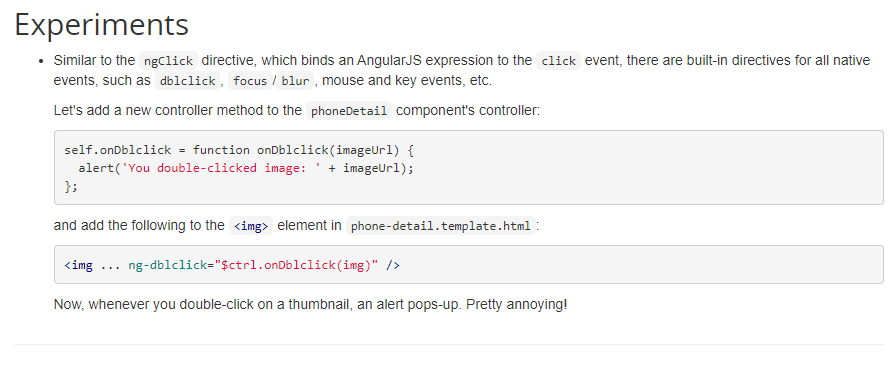 Experiments
• Similar to the ngClick directive, which binds an AngularJS expression to the click event, there are built-in directives for all native
events, such as dblclick, focus / blur, mouse and key events, etc.
Let's add a new controller method to the phoneDetail component's controller:
self.onDblclick = function onDblclick(imageUrl) {
  alert('You double-clicked image: ' + imageUrl);
};
and add the following to the <img> element in phone-detail.template.html:
<img ... ng-dblclick="$ctrl.onDblclick(img)" />
Now, whenever you double-click on a thumbnail, an alert pops-up. Pretty annoying!